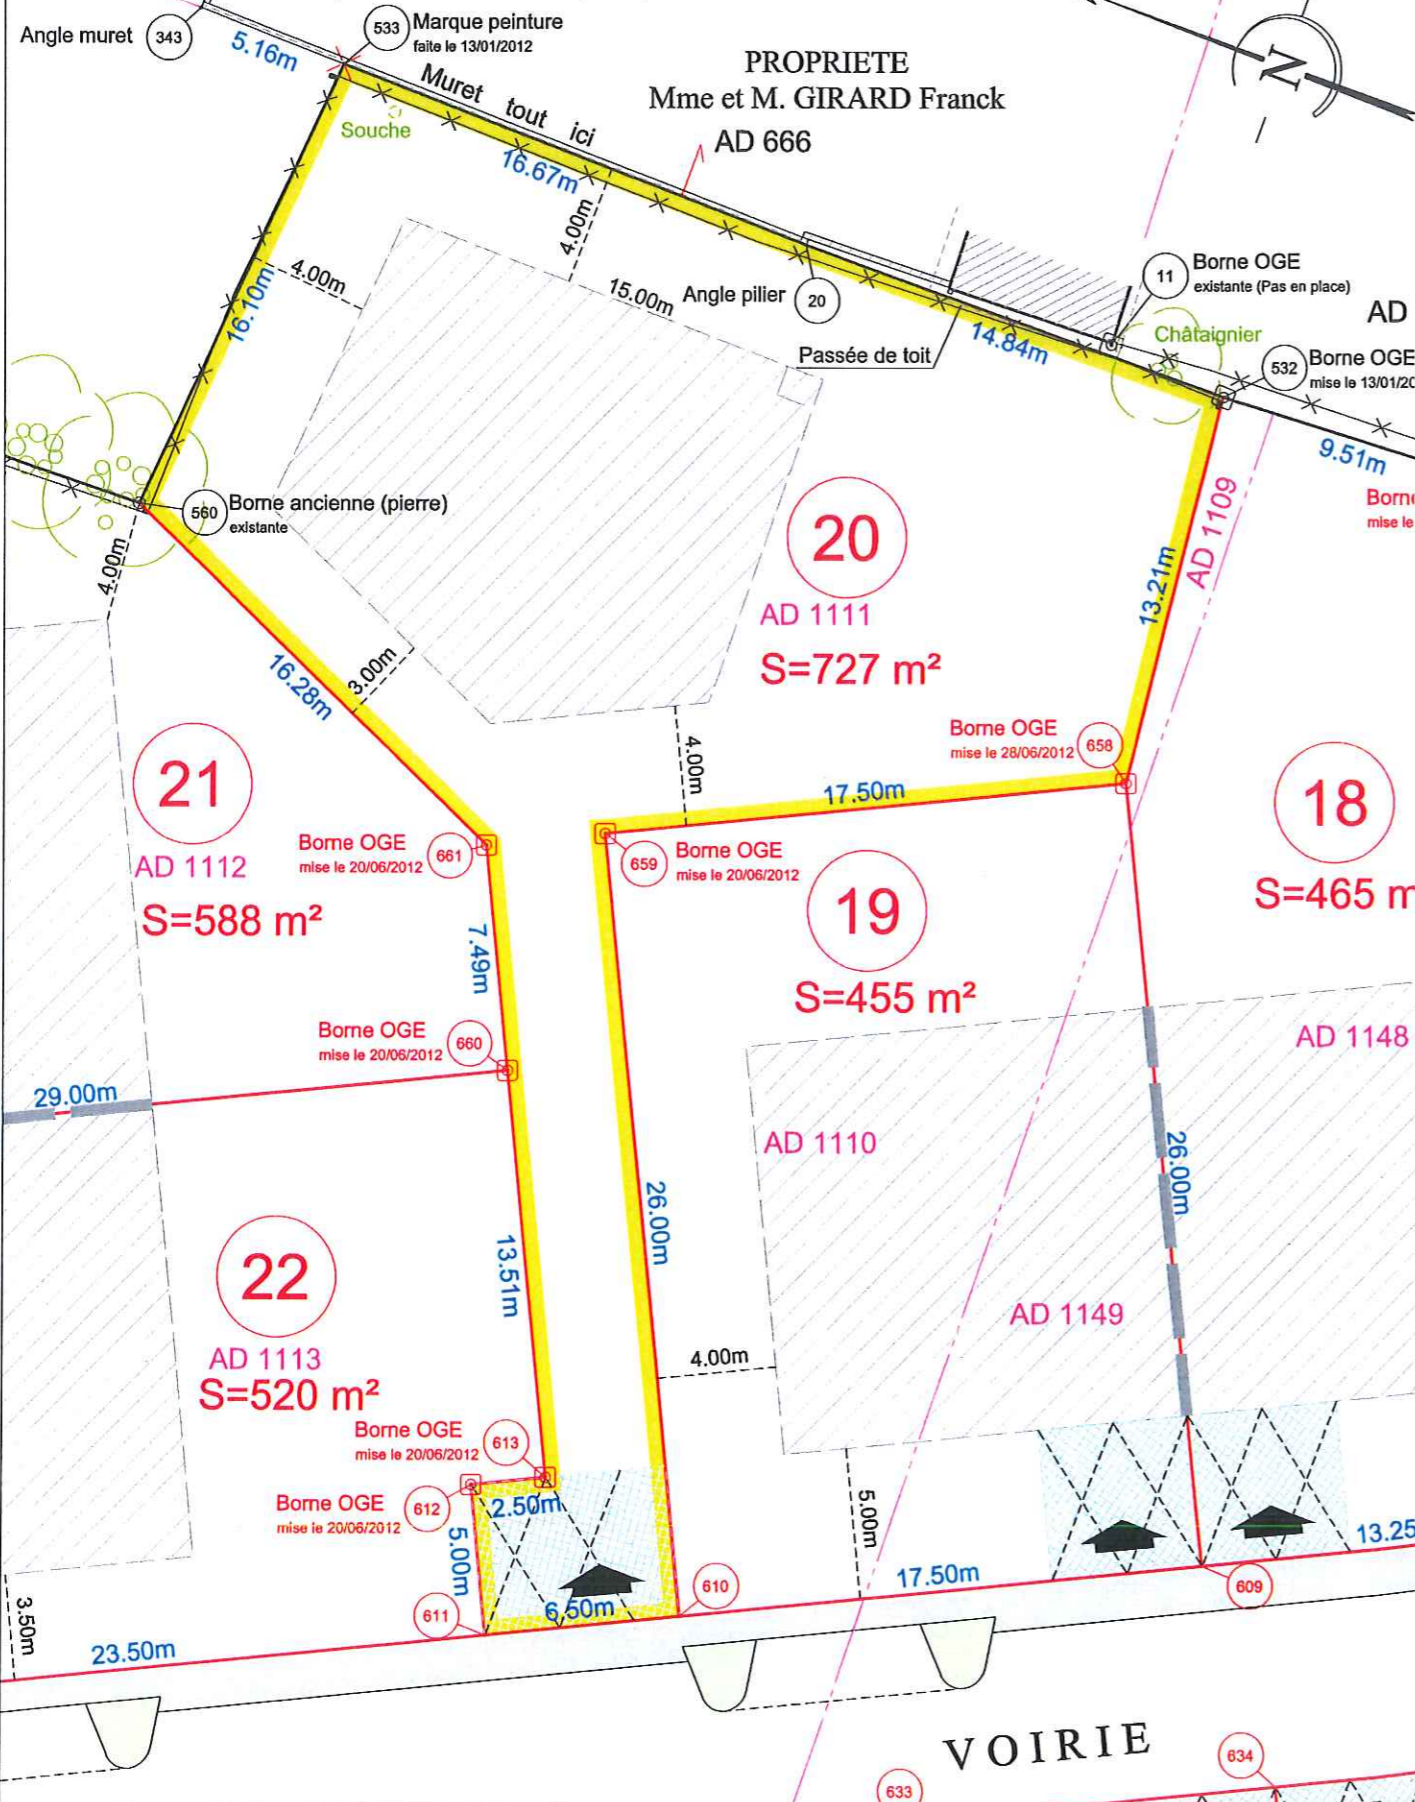 Angle muret
343
5.16m
533
Marque peinture
faite le 13/01/2012
PROPRIETE
Mme et M. GIRARD Franck
AD 666
N
Muret tout ici
Souche
16.67m
4.00m
4.00m
15.00m
16.10m
Angle pilier
20
Passée de toit
14.84m
11
Borne OGE
existante (Pas en place)
AD
Châtaignier
532
Borne OGE
mise le 13/01/20
9.51m
Borne
mise le
560
Borne ancienne (pierre)
existante
4.00m
20
AD 1111
S=727 m²
13.21m
AD 1109
16.28m
3.00m
4.00m
Borne OGE
mise le 28/06/2012
658
17.50m
21
AD 1112
S=588 m²
Borne OGE
mise le 20/06/2012
661
659
Borne OGE
mise le 20/06/2012
18
S=465 m
19
S=455 m²
7.49m
Borne OGE
mise le 20/06/2012
660
29.00m
AD 1148
AD 1110
26.00m
26.00m
13.51m
22
AD 1113
S=520 m²
AD 1149
4.00m
Borne OGE
mise le 20/06/2012
613
Borne OGE
mise le 20/06/2012
612
2.50m
5.00m
6.50m
5.00m
610
611
17.50m
609
13.25
3.50m
23.50m
VOIRIE
634
633